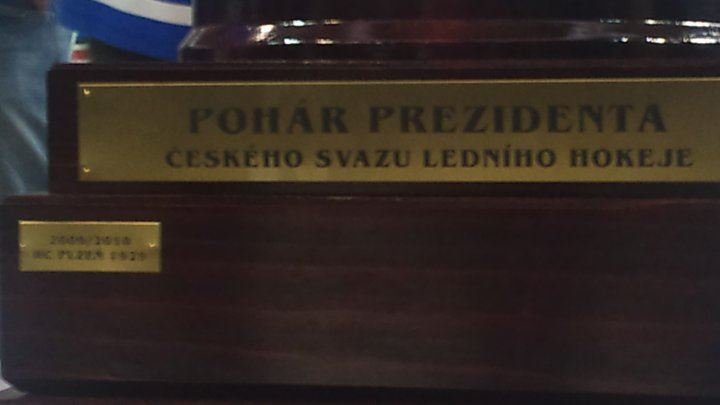 POHÁR PREZIDENTA
ČESKÉHO SVAZU LEDNÍHO HOKEJE
2009/2010
HC PLZEŇ 1929